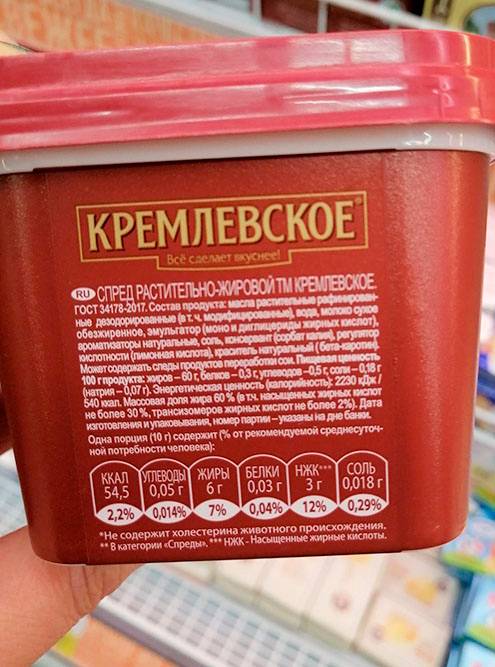 КРЕМЛЕВСКОЕ®
Всё сделает вкуснее!
RU СПРЕД РАСТИТЕЛЬНО-ЖИРОВОЙ ТМ КРЕМЛЕВСКОЕ.
ГОСТ 34178-2017. Состав продукта: масла растительные рафинирован-
ные дезодорированные (в т. ч. модифицированные), вода, молоко сухое
обезжиренное, эмульгатор (моно и диглицериды жирных кислот),
ароматизаторы натуральные, соль, консервант (сорбат калия), регулятор
кислотности (лимонная кислота), краситель натуральный (бета-каротин).
Может содержать следы продуктов переработки сои. Пищевая ценность
100 г продукта: жиров – 60 г, белков – 0,3 г, углеводов –0,5 г, соли – 0,18 г
(натрия – 0,07 г). Энергетическая ценность (калорийность): 2230 кДж /
540 ккал. Массовая доля жира 60 % (в т.ч. насыщенных жирных кислот
не более 30 %, трансизомеров жирных кислот не более 2%). Дата
изготовления и упаковывания, номер партии – указаны на дне банки.
Одна порция (10 г) содержит (% от рекомендуемой среднесуточ-
ной потребности человека):
ККАЛ УГЛЕВОДЫ ЖИРЫ БЕЛКИ НЖК*** СОЛЬ
54,5 0,05 г 6 г 0,03 г 3 г 0,018 г
2,2% 0,014% 7% 0,04% 12% 0,29%
*Не содержит холестерина животного происхождения.
** В категории «Спреды». *** НЖК - Насыщенные жирные кислоты.